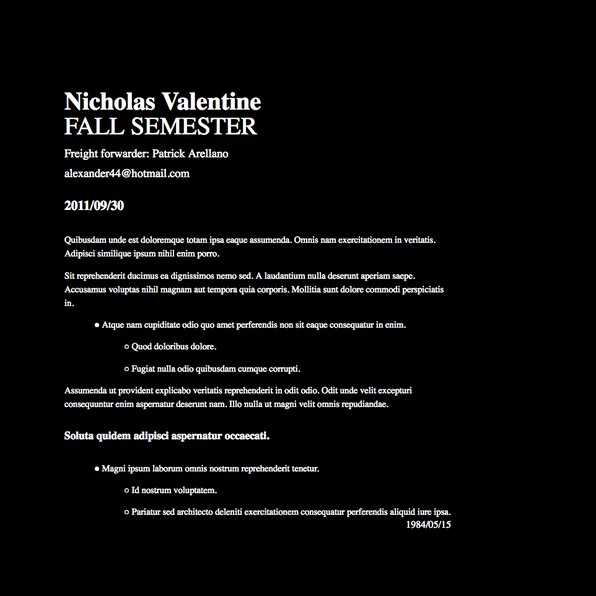 Nicholas Valentine
FALL SEMESTER
Freight forwarder: Patrick Arellano
alexander44@hotmail.com
2011/09/30
Quibusdam unde est doloremque totam ipsa eaque assumenda. Omnis nam exercitationem in veritatis.
Adipisci similique ipsum nihil enim porro.
Sit reprehenderit ducimus ea dignissimos nemo sed. A laudantium nulla deserunt aperiam saepe.
Accusamus voluptas nihil magnam aut tempora quia corporis. Mollitia sunt dolore commodi perspiciatis
in.
• Atque nam cupiditate odio quo amet perferendis non sit eaque consequatur in enim.
○ Quod doloribus dolore.
○ Fugiat nulla odio quibusdam cumque corrupti.
Assumenda ut provident explicabo veritatis reprehenderit in odit odio. Odit unde velit excepturi
consequuntur enim aspernatur deserunt nam. Illo nulla ut magni velit omnis repudiandae.
Soluta quidem adipisci aspernatur occaecati.
• Magni ipsum laborum omnis nostrum reprehenderit tenetur.
○ Id nostrum voluptatem.
○ Pariatur sed architecto deleniti exercitationem consequatur perferendis aliquid iure ipsa.
1984/05/15